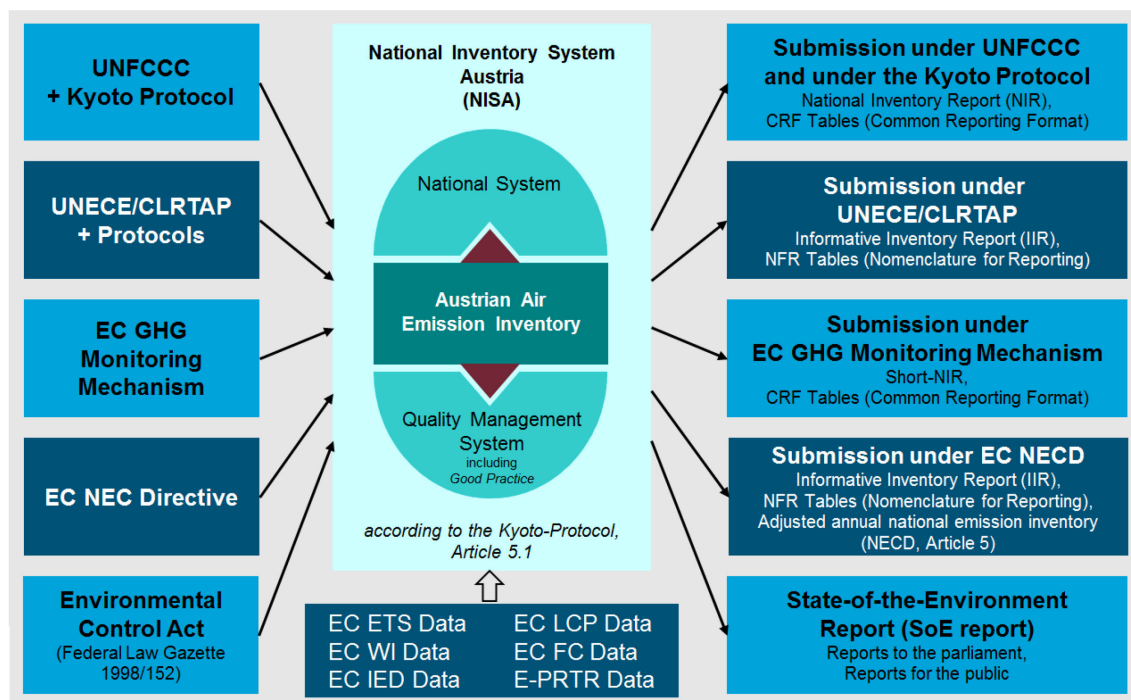 UNFCCC
+ Kyoto Protocol
UNECE/CLRTAP
+ Protocols
EC GHG
Monitoring
Mechanism
EC NEC Directive
Environmental
Control Act
(Federal Law Gazette
1998/152)
National Inventory System
Austria
(NISA)
National System
Austrian Air
Emission Inventory
Quality Management
System
including
Good Practice
according to the Kyoto-Protocol,
Article 5.1
EC ETS Data
EC WI Data
EC IED Data
EC LCP Data
EC FC Data
E-PRTR Data
Submission under UNFCCC
and under the Kyoto Protocol
National Inventory Report (NIR),
CRF Tables (Common Reporting Format)
Submission under
UNECE/CLRTAP
Informative Inventory Report (IIR),
NFR Tables (Nomenclature for Reporting)
Submission under
EC GHG Monitoring Mechanism
Short-NIR,
CRF Tables (Common Reporting Format)
Submission under EC NECD
Informative Inventory Report (IIR),
NFR Tables (Nomenclature for Reporting),
Adjusted annual national emission inventory
(NECD, Article 5)
State-of-the-Environment
Report (SoE report)
Reports to the parliament,
Reports for the public